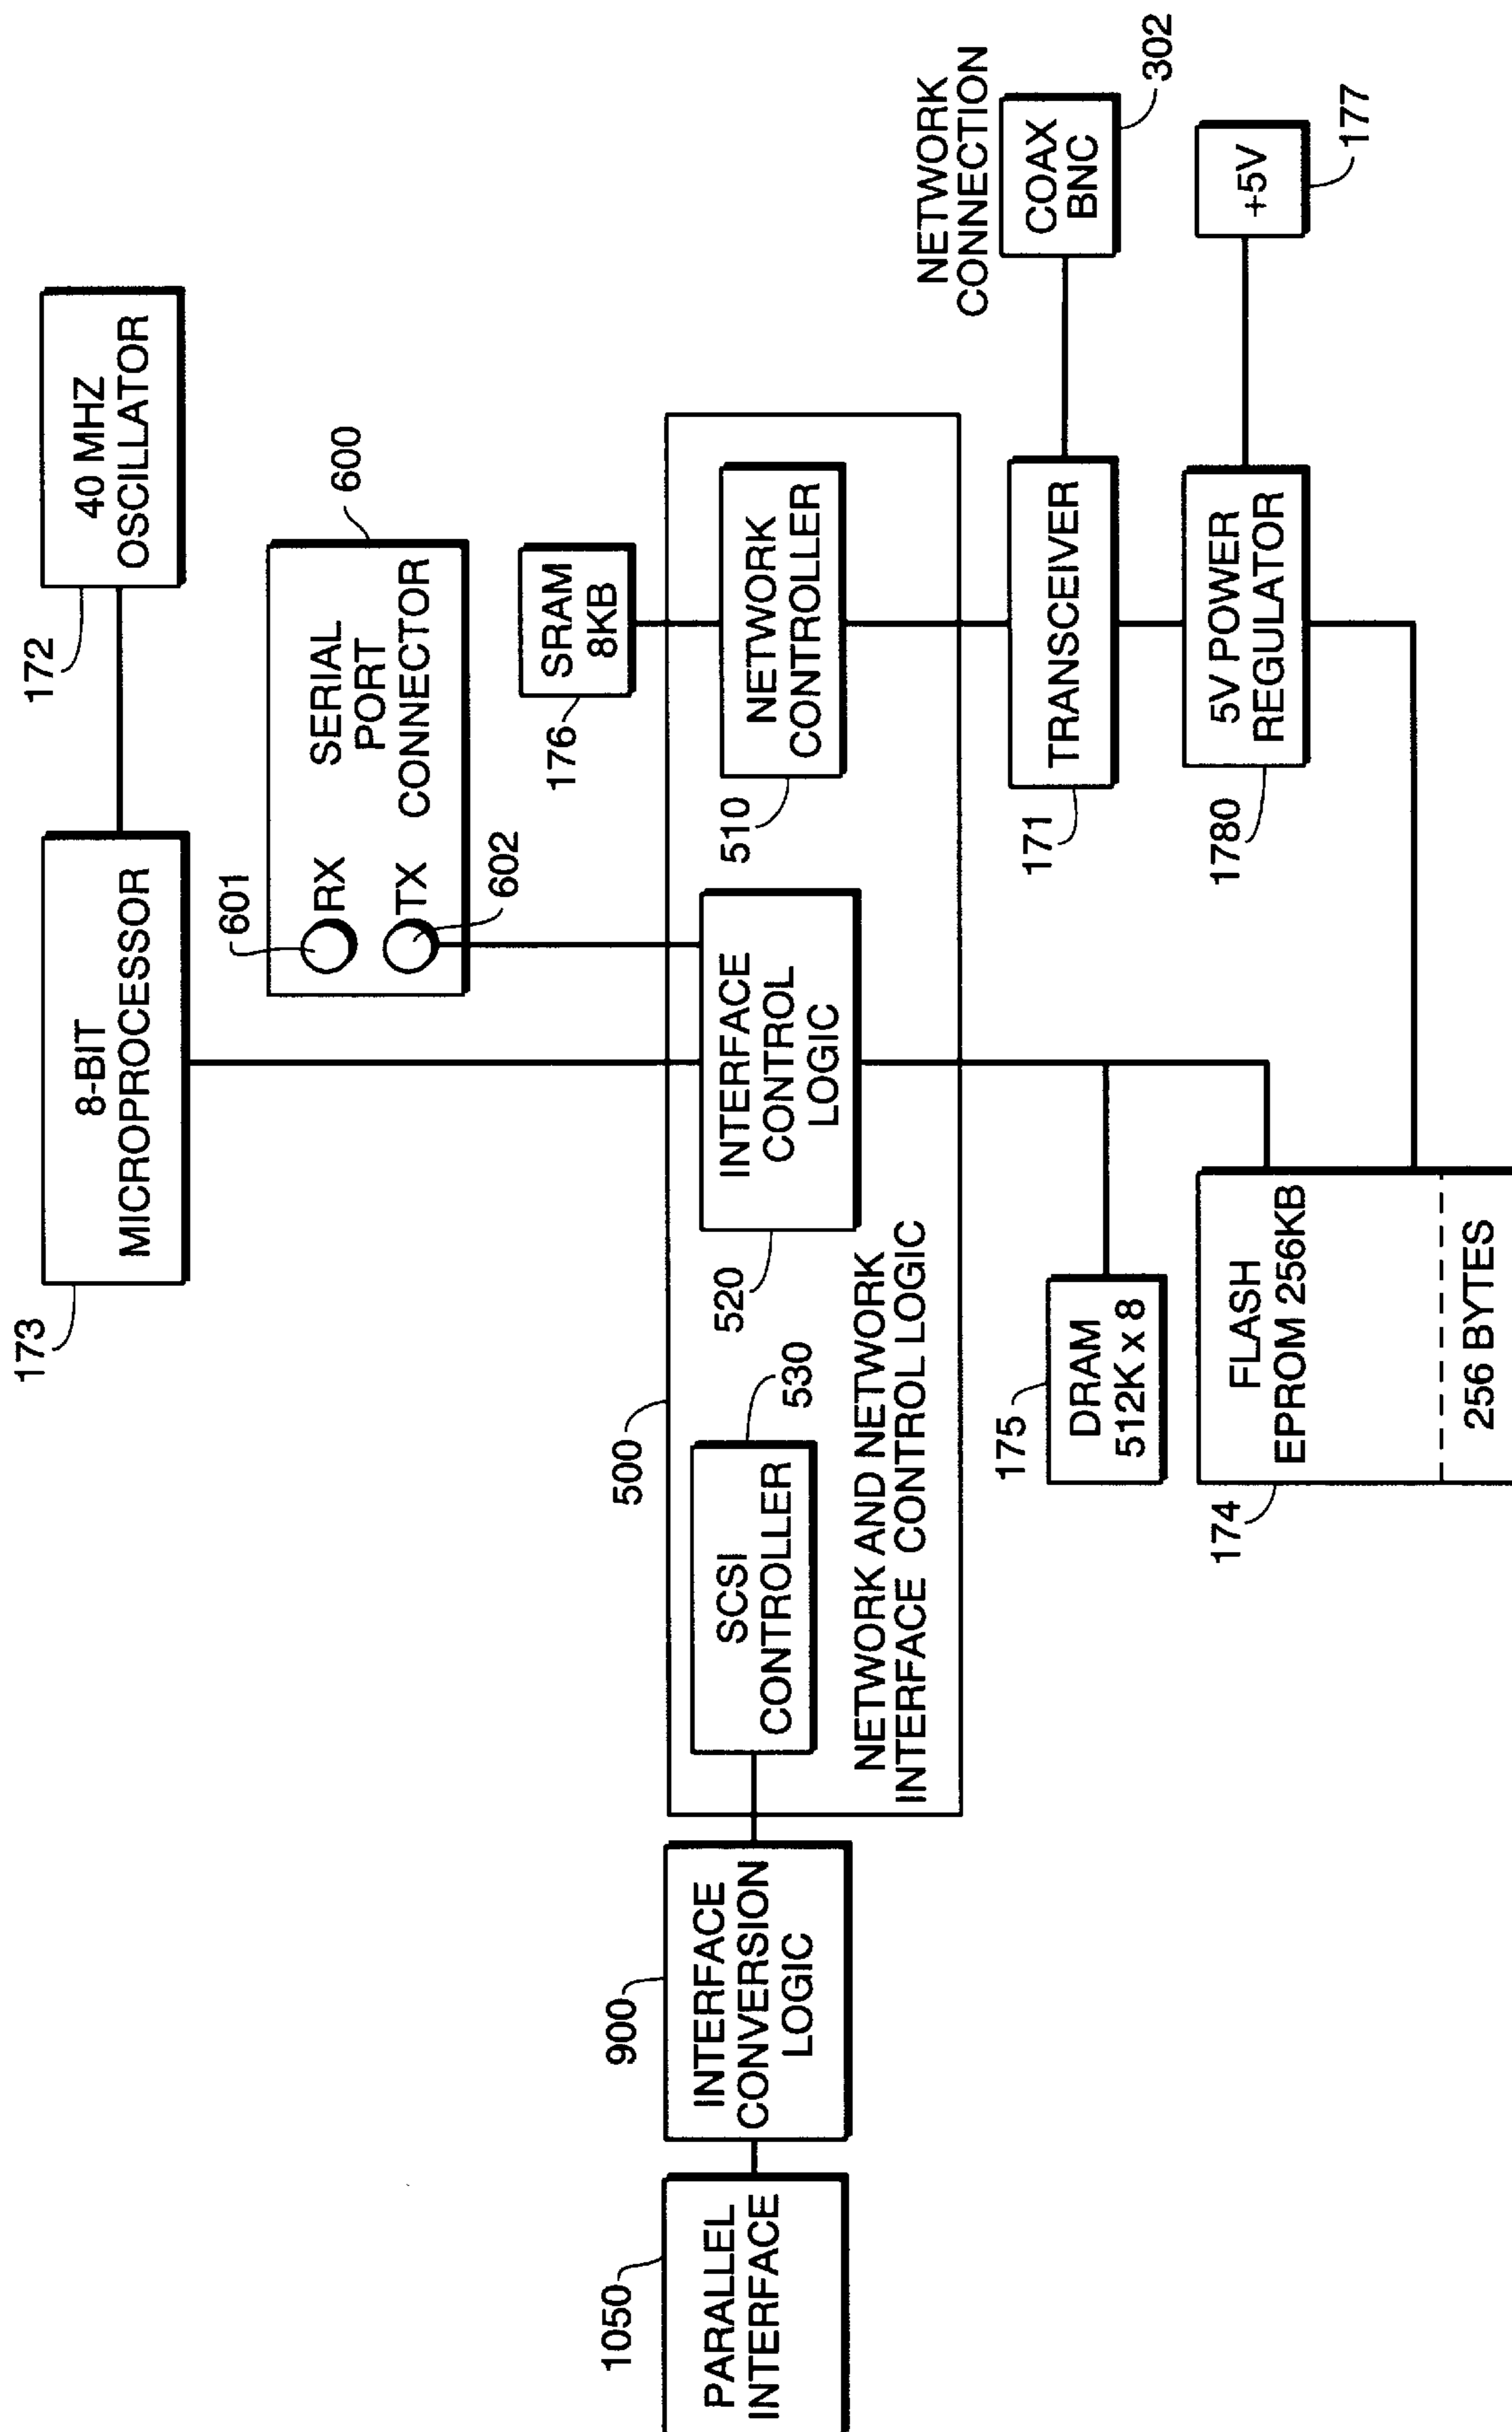 173
8-BIT
MICROPROCESSOR
172
40 MHZ
OSCILLATOR
601
RX
TX
602
SERIAL
PORT
CONNECTOR
600
176
SRAM
8KB
1050
PARALLEL
INTERFACE
900
INTERFACE
CONVERSION
LOGIC
500
SCSI
CONTROLLER
530
520
INTERFACE
CONTROL
LOGIC
510
NETWORK
CONTROLLER
NETWORK AND NETWORK
INTERFACE CONTROL LOGIC
NETWORK
CONNECTION
171
TRANSCEIVER
COAX
BNC
302
175
DRAM
512K x 8
174
FLASH
EPROM 256KB
256 BYTES
1780
5V POWER
REGULATOR
+5V
177